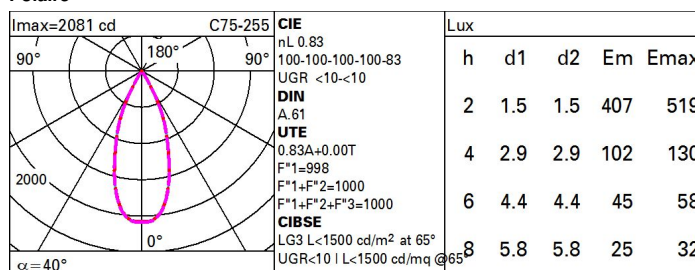 Imax=2081 cd C75-255
90° 180° 90°
2000
0°
α=40°
CIE
nL 0.83
100-100-100-100-83
UGR <10-<10
DIN
A.61
UTE
0.83A+0.00T
F"1=998
F"1+F"2=1000
F"1+F"2+F"3=1000
CIBSE
LG3 L<1500 cd/m² at 65°
UGR<10 | L<1500 cd/mq @65°
Lux
h d1 d2 Em Emax
2 1.5 1.5 407 519
4 2.9 2.9 102 130
6 4.4 4.4 45 58
8 5.8 5.8 25 32